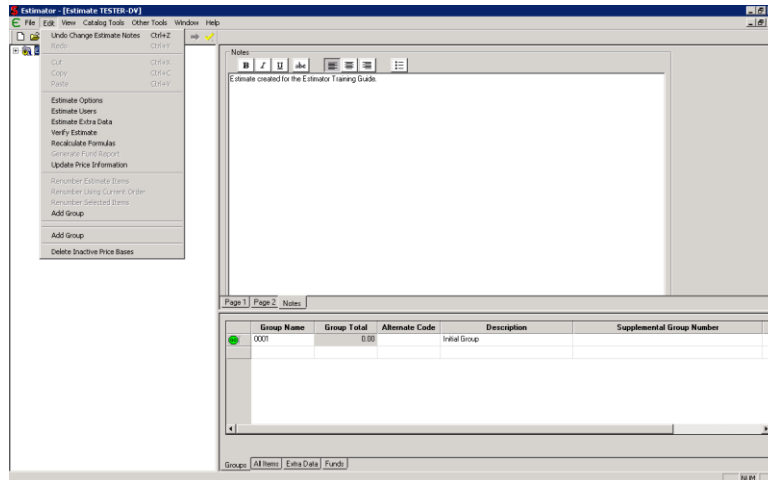 Estimator - [Estimate TESTER-DV]
File Edit View Catalog Tools Other Tools Window Help
Undo Change Estimate Notes Ctrl+Z
Redo Ctrl+Y
Cut Ctrl+X
Copy Ctrl+C
Paste Ctrl+V
Estimate Options
Estimate Users
Estimate Extra Data
Verify Estimate
Recalculate Formulas
Generate Fund Report
Update Price Information
Renumber Estimate Items
Renumber Using Current Order
Renumber Selected Items
Add Group
Add Group
Delete Inactive Price Bases
Notes
B I U abc
Estimate created for the Estimator Training Guide.
Page 1 Page 2 Notes
Group Name Group Total Alternate Code Description Supplemental Group Number
0001 0.00 Initial Group
Groups All Items Extra Data Funds
NUM